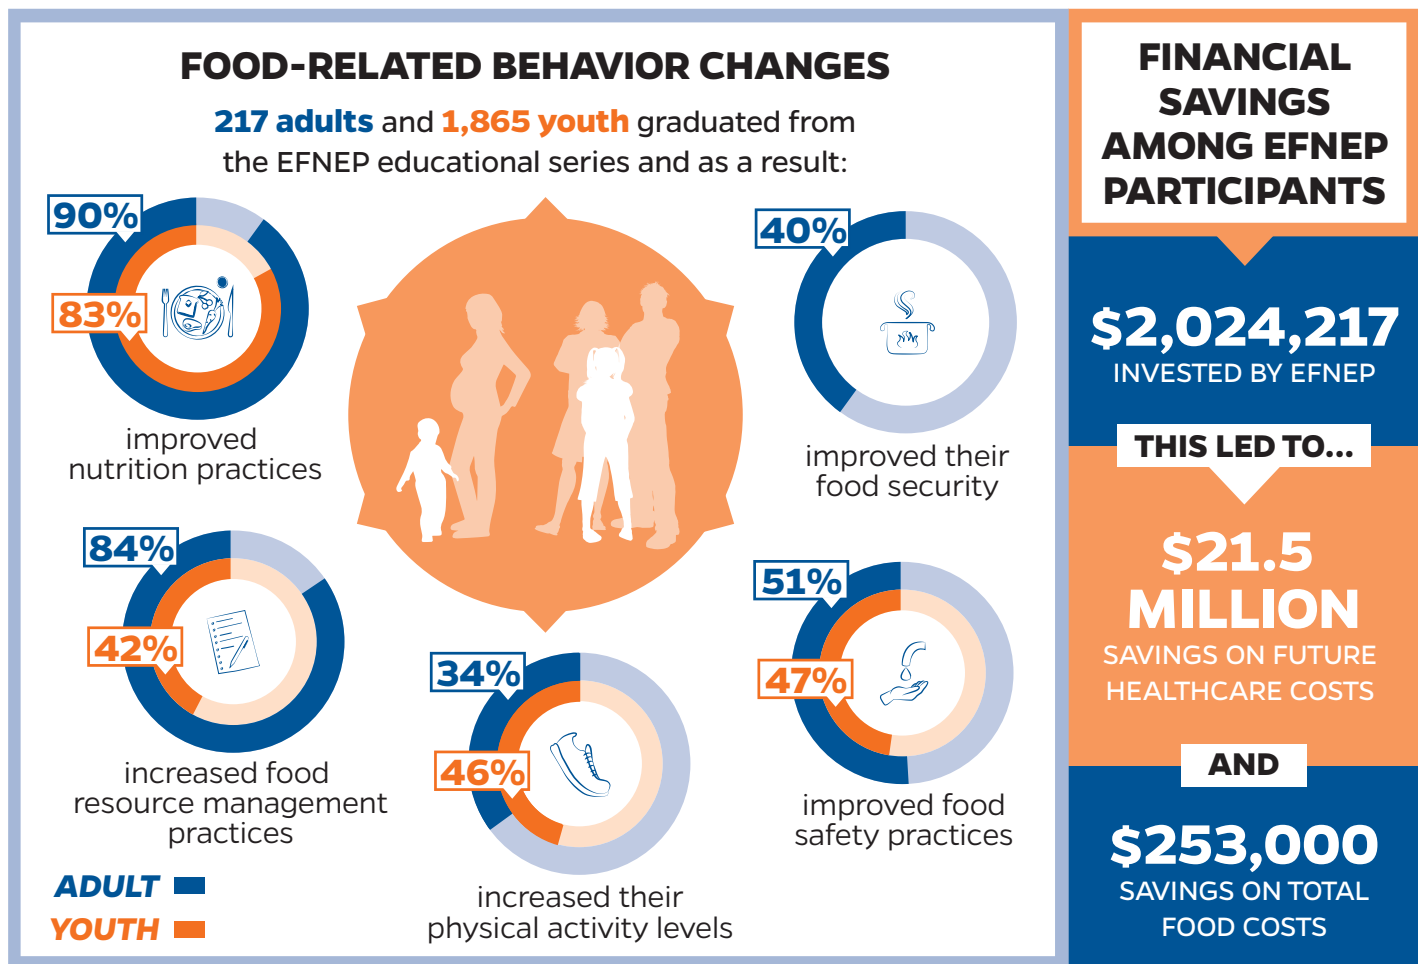 FOOD-RELATED BEHAVIOR CHANGES
217 adults and 1,865 youth graduated from
the EFNEP educational series and as a result:
90%
83%
improved
nutrition practices
40%
improved their
food security
84%
42%
increased food
resource management
practices
34%
46%
increased their
physical activity levels
51%
47%
improved food
safety practices
ADULT
YOUTH
FINANCIAL
SAVINGS
AMONG EFNEP
PARTICIPANTS
$2,024,217
INVESTED BY EFNEP
THIS LED TO...
$21.5
MILLION
SAVINGS ON FUTURE
HEALTHCARE COSTS
AND
$253,000
SAVINGS ON TOTAL
FOOD COSTS